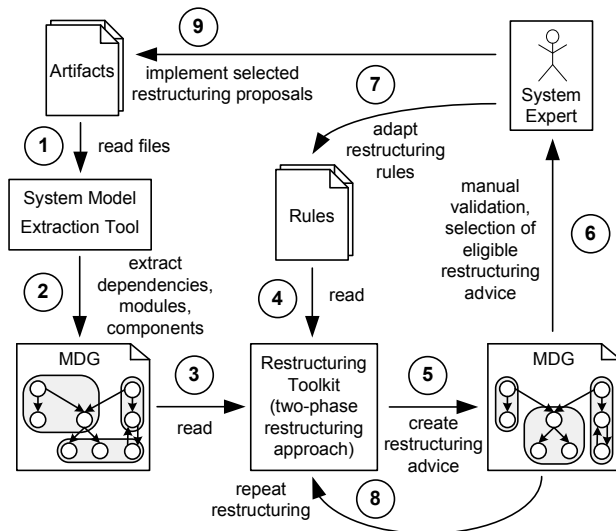 9
Artifacts
implement selected
restructuring proposals
7
System
Expert
1
read files
adapt
restructuring
rules
System Model
Extraction Tool
Rules
manual
validation,
selection of
eligible
restructuring
advice
6
2
extract
dependencies,
modules,
components
4
read
MDG
3
read
Restructuring
Toolkit
(two-phase
restructuring
approach)
5
create
restructuring
advice
MDG
repeat
restructuring
8